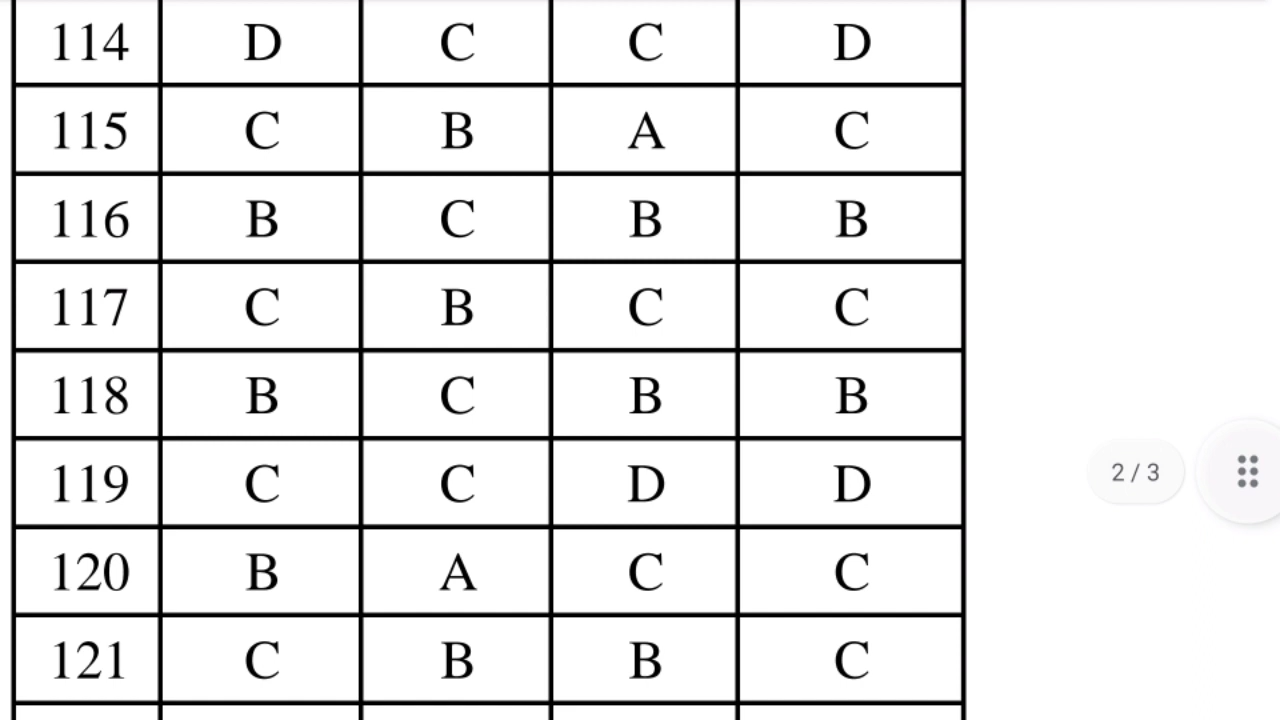 114 D C C D
115 C B A C
116 B C B B
117 C B C C
118 B C B B
119 C C D D
2 / 3
120 B A C C
121 C B B C